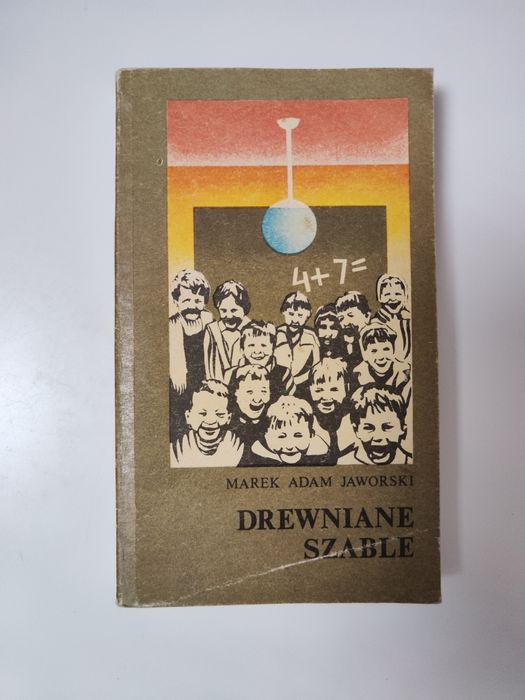 4+7=
MAREK ADAM JAWORSKI
DREWNIANE
SZABLE